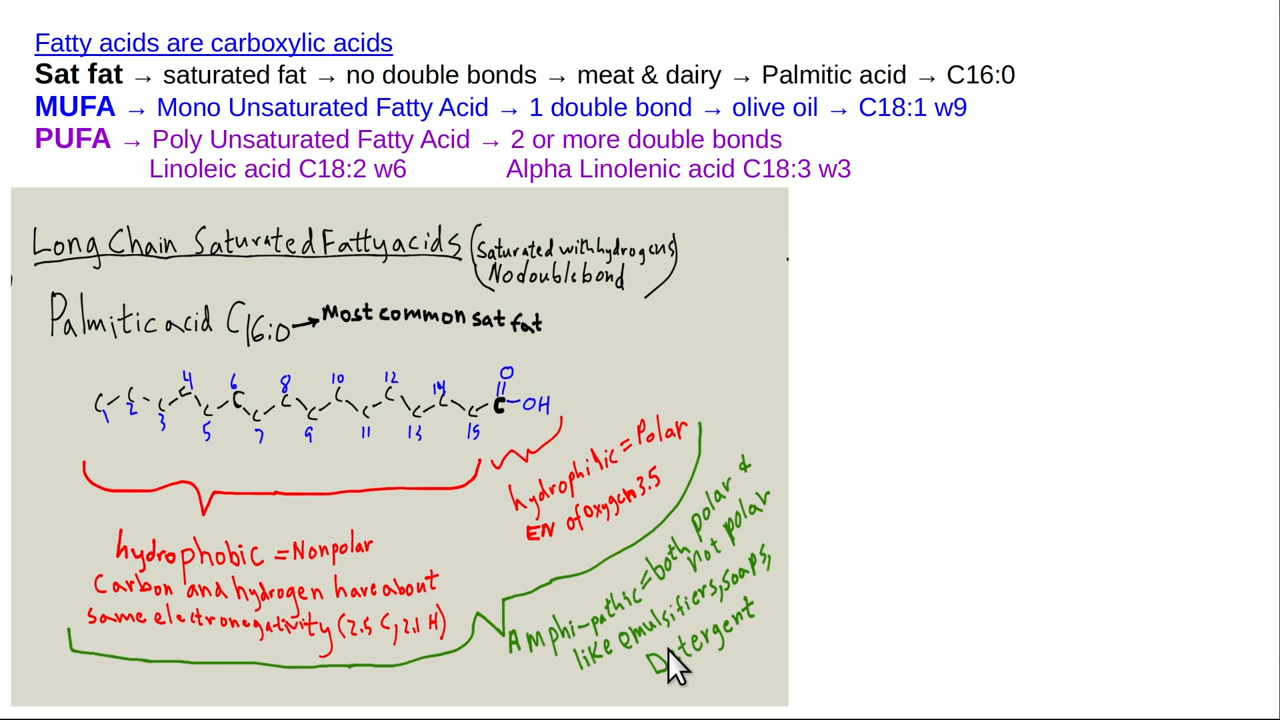 Fatty acids are carboxylic acids
Sat fat → saturated fat → no double bonds → meat & dairy → Palmitic acid → C16:0
MUFA → Mono Unsaturated Fatty Acid → 1 double bond → olive oil → C18:1 w9
PUFA → Poly Unsaturated Fatty Acid → 2 or more double bonds
Linoleic acid C18:2 w6 Alpha Linolenic acid C18:3 w3
Long Chain Saturated Fatty acids (Saturated with hydrogens)
No double bond
Palmitic acid C16:0 → Most common sat fat
4 6 8 10 12 14 O
C C C C C C C C C C C C C C C C OH
1 2 3 5 7 9 11 13 15
hydrophilic = Polar
EN of oxygen 3.5
hydrophobic = Nonpolar
Carbon and hydrogen have about
same electronegativity (2.5 C, 2.1 H)
Amphi-pathic = both polar &
not polar
like emulsifiers, soaps,
Detergent